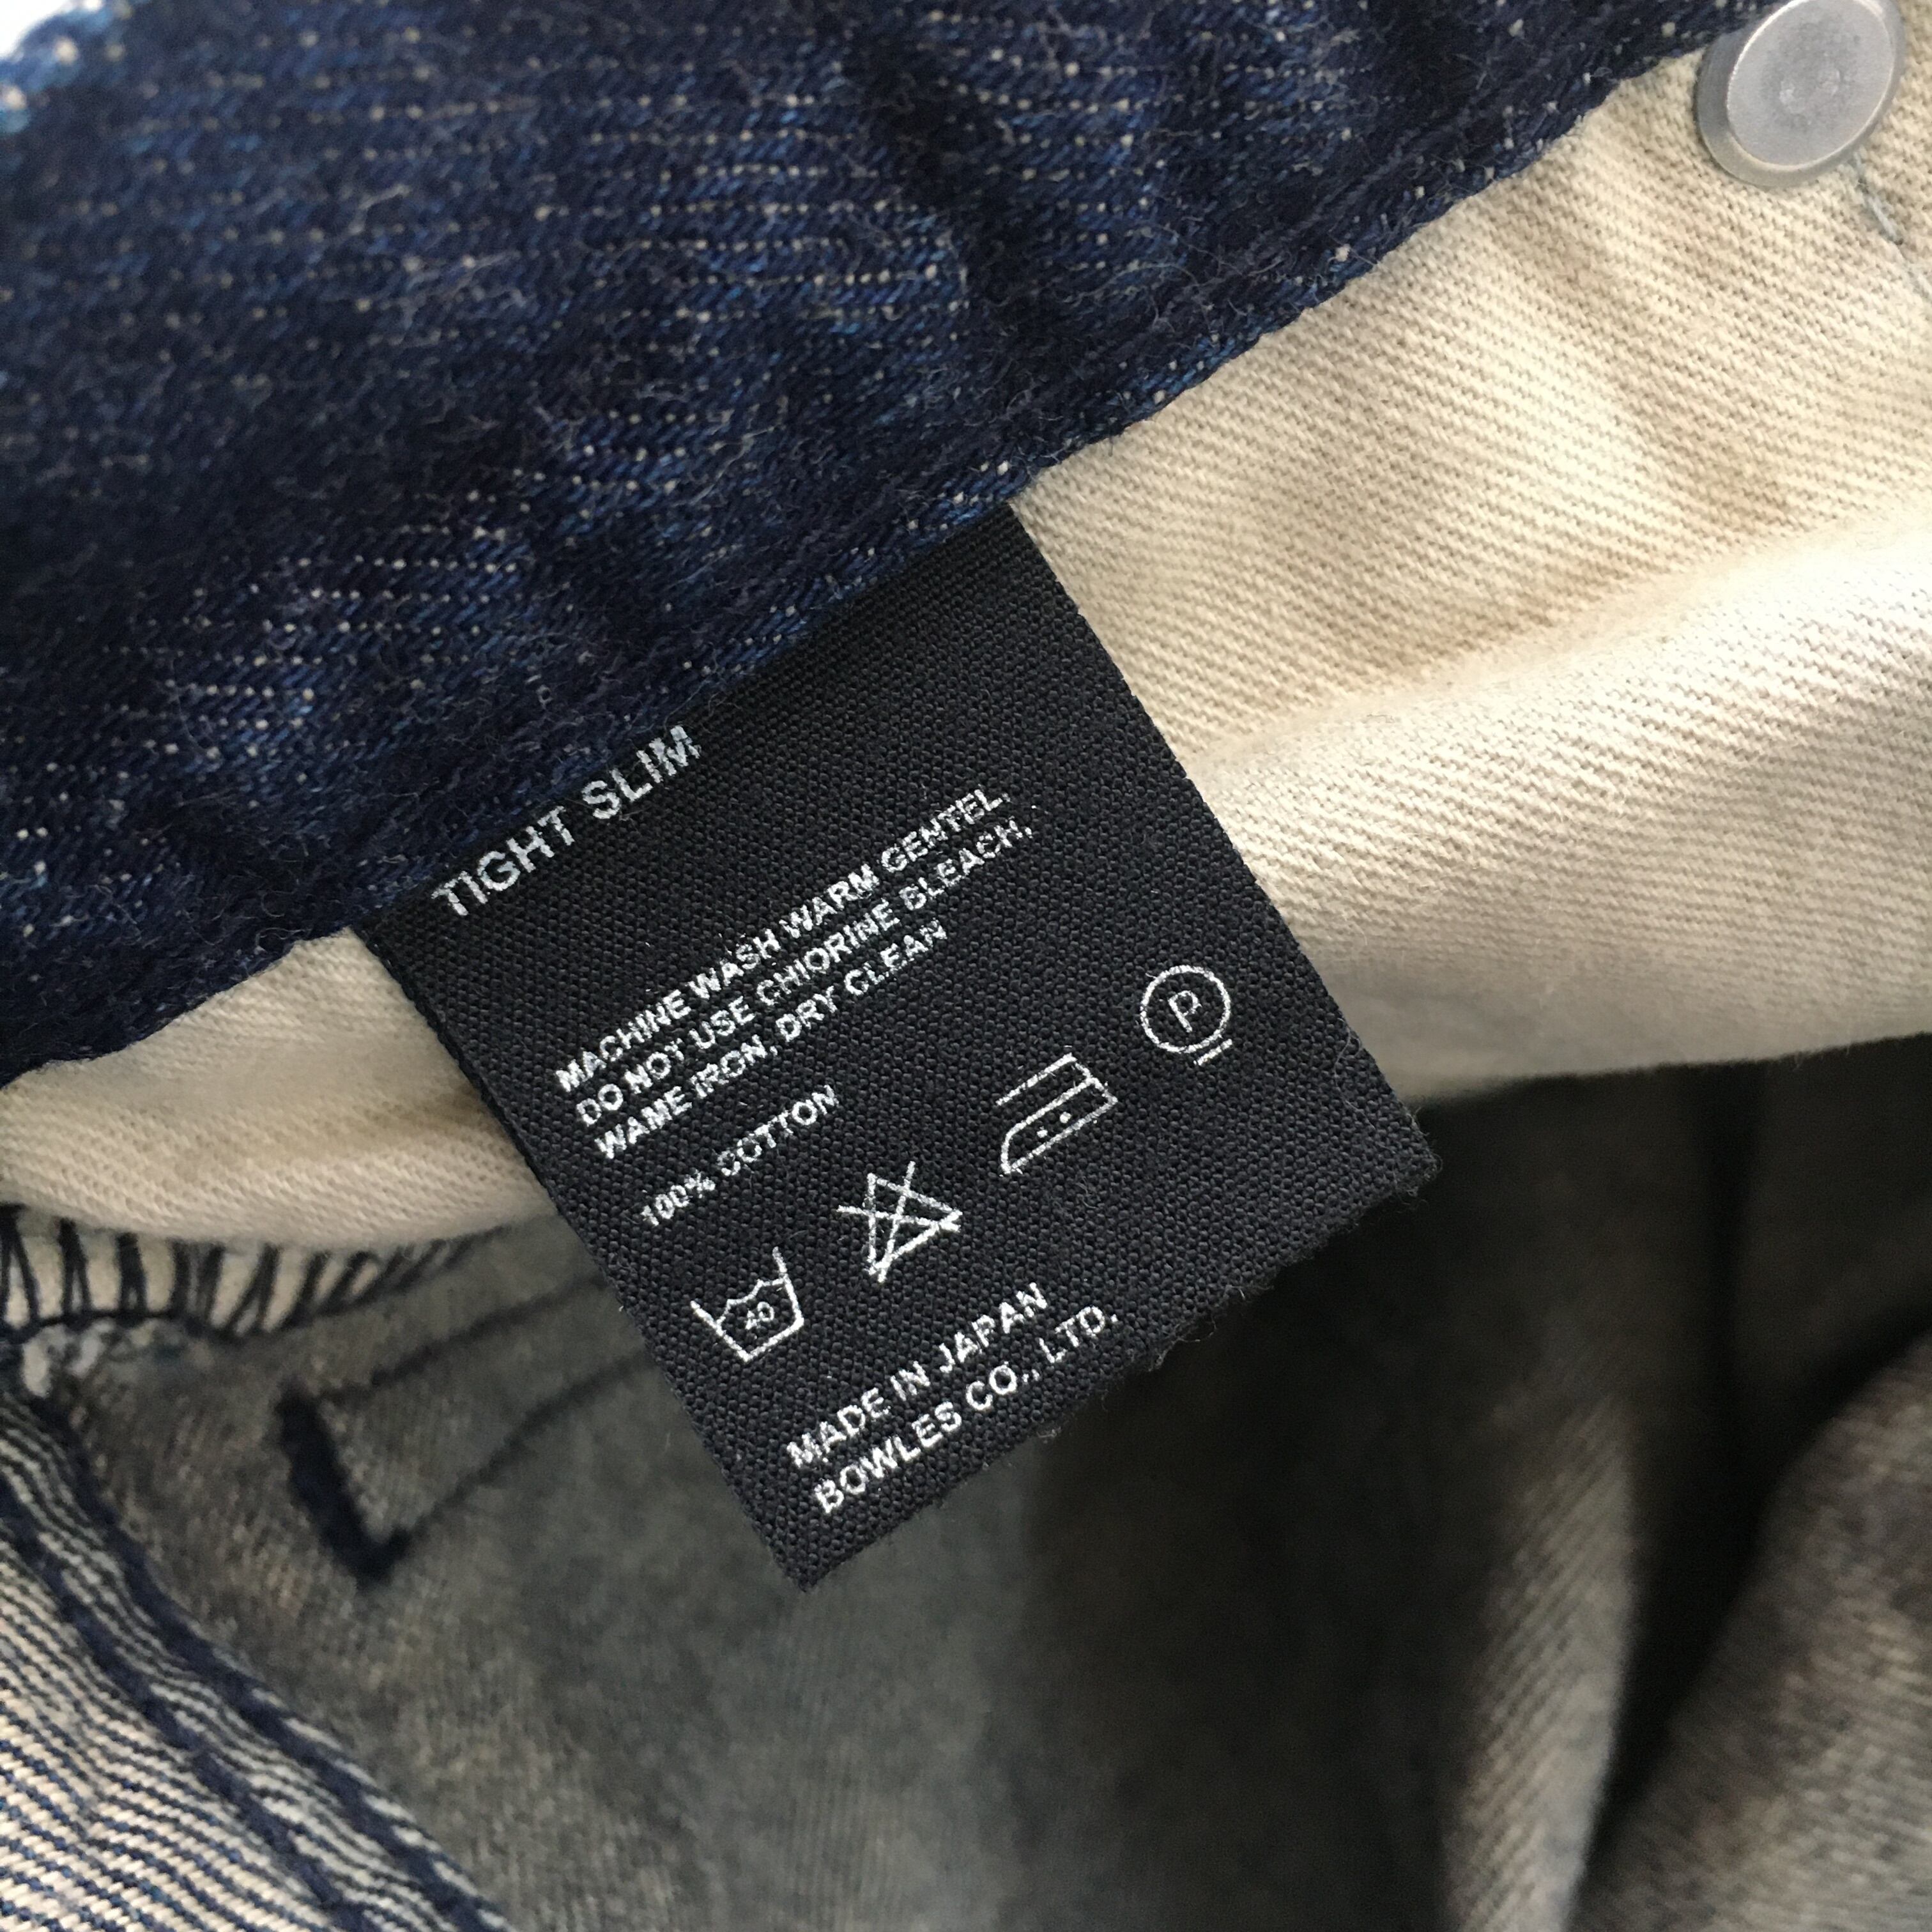 TIGHT SLIM
MACHINE WASH WARM GENTEL.
DO NOT USE CHIORINE BLEACH,
WAME IRON, DRY CLEAN
100% COTTON
40
P
MADE IN JAPAN
BOWLES CO., LTD.